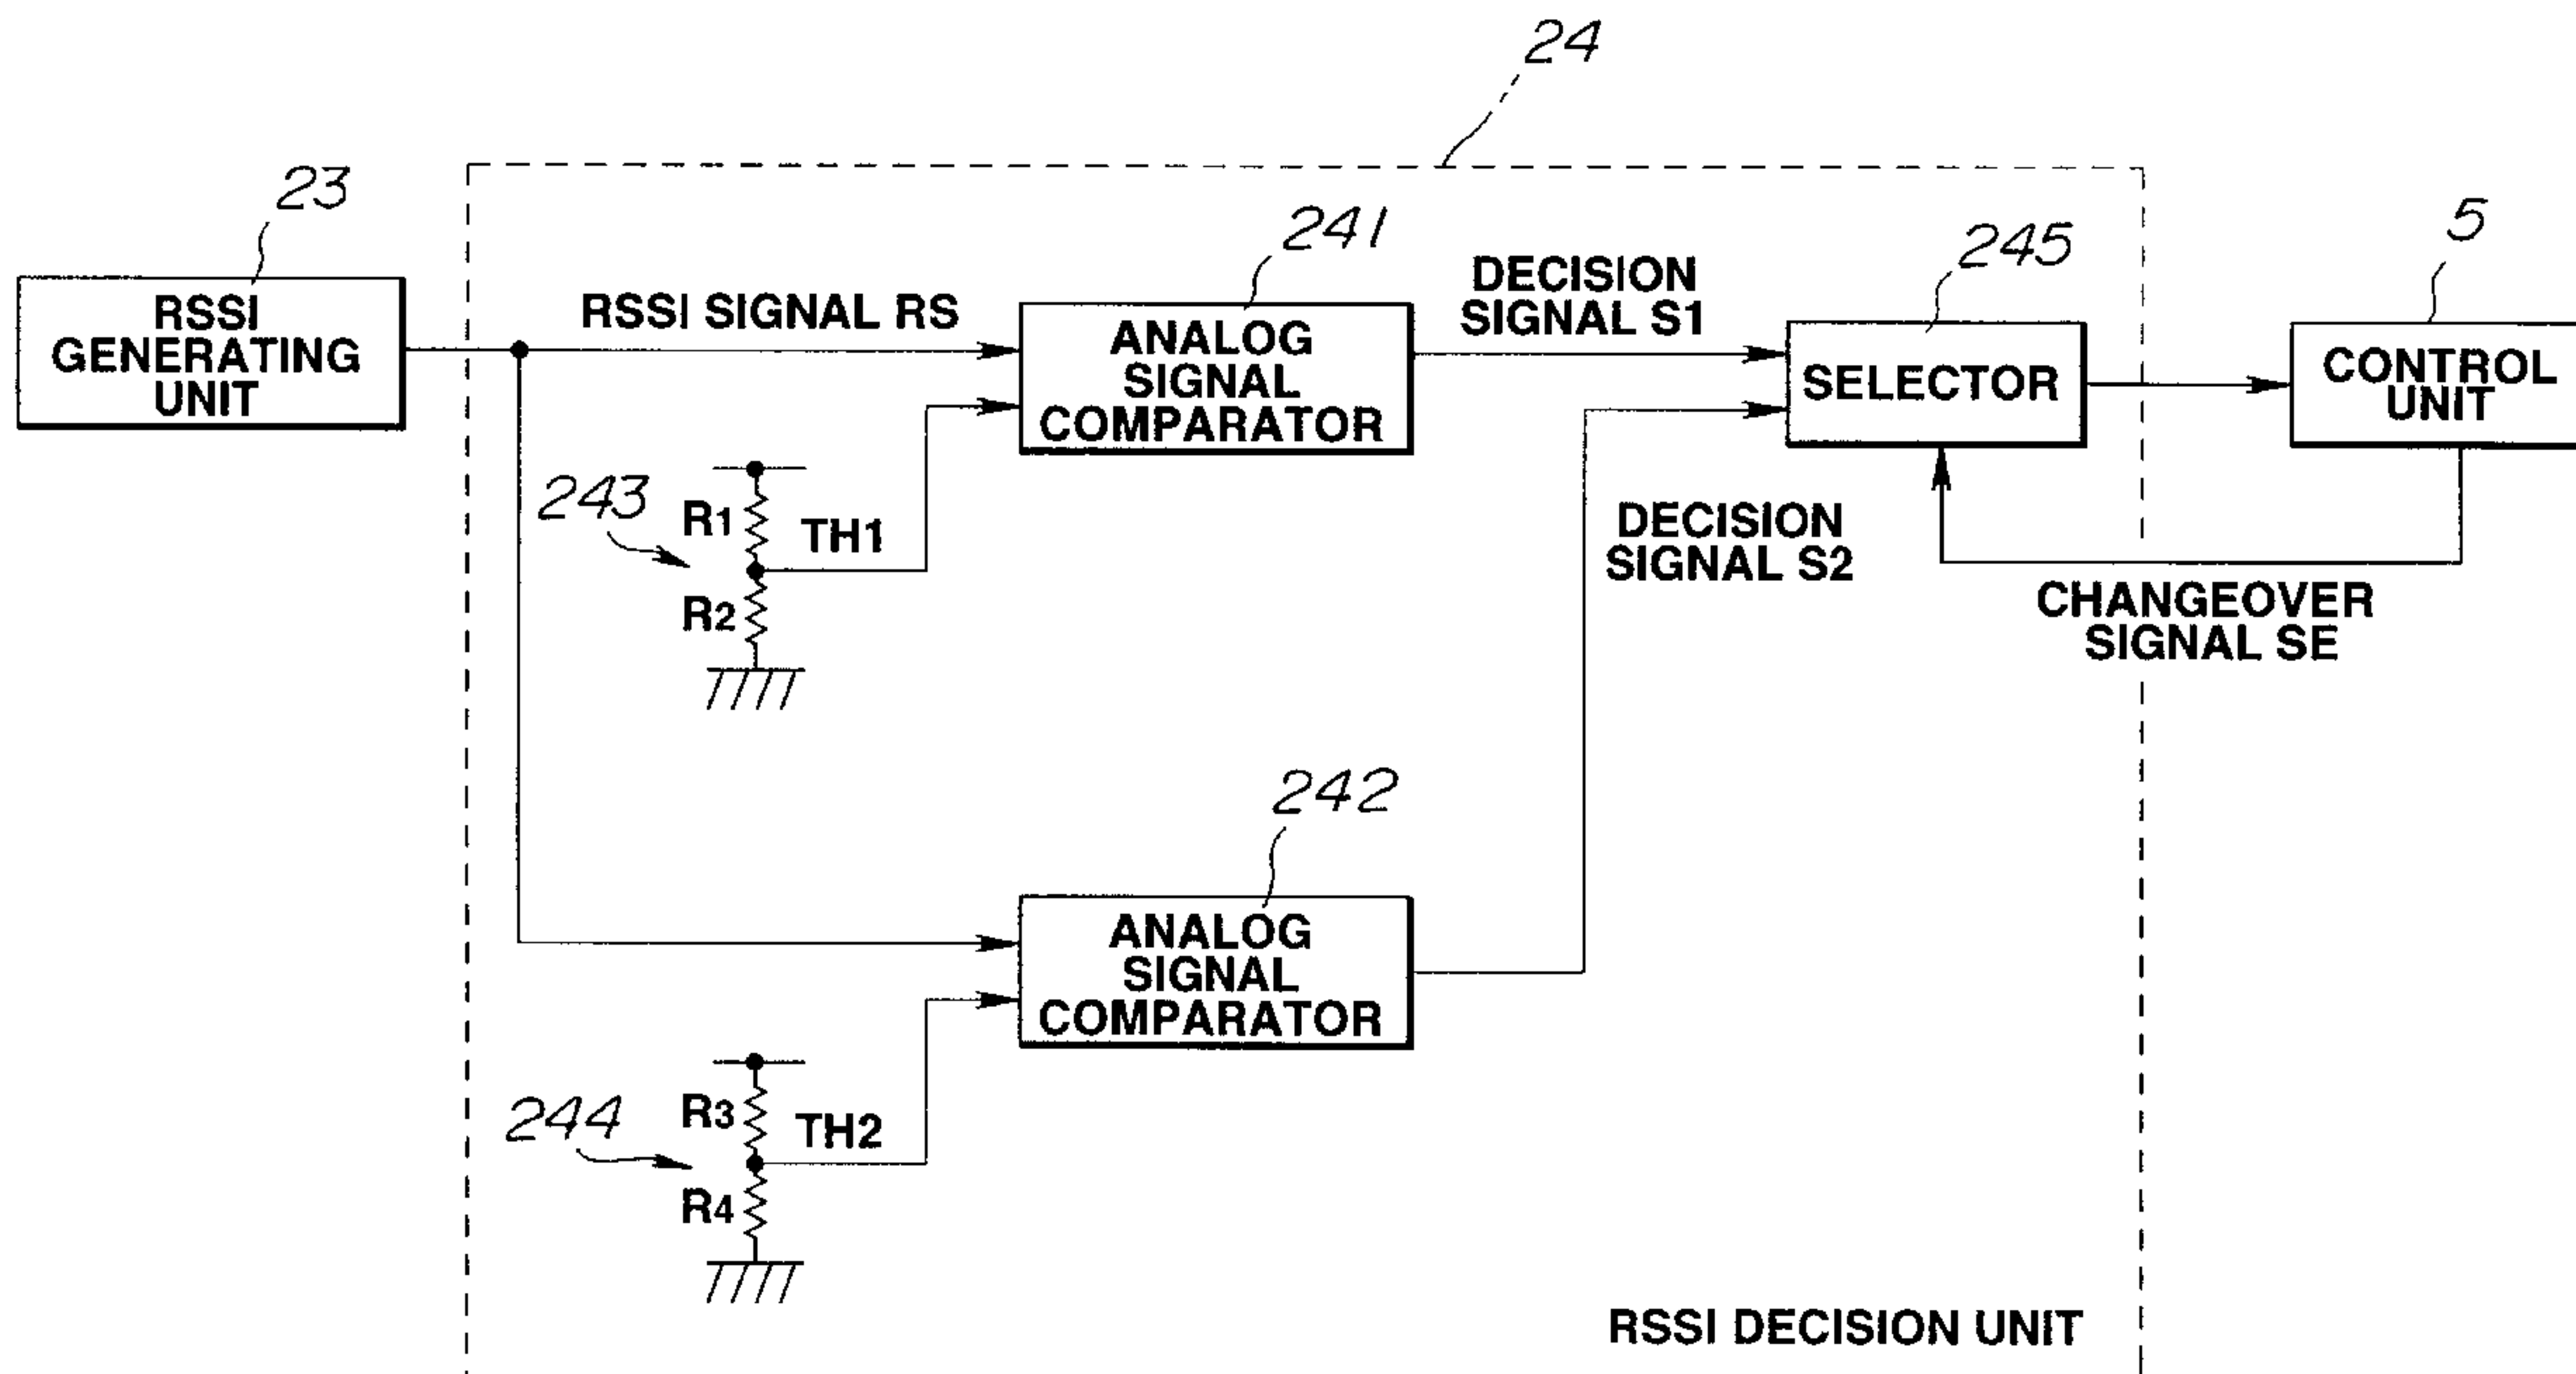 24
23
RSSI
GENERATING
UNIT
RSSI SIGNAL RS
241
ANALOG
SIGNAL
COMPARATOR
DECISION
SIGNAL S1
245
SELECTOR
5
CONTROL
UNIT
243
R1
TH1
R2
DECISION
SIGNAL S2
CHANGEOVER
SIGNAL SE
242
ANALOG
SIGNAL
COMPARATOR
244
R3
TH2
R4
RSSI DECISION UNIT